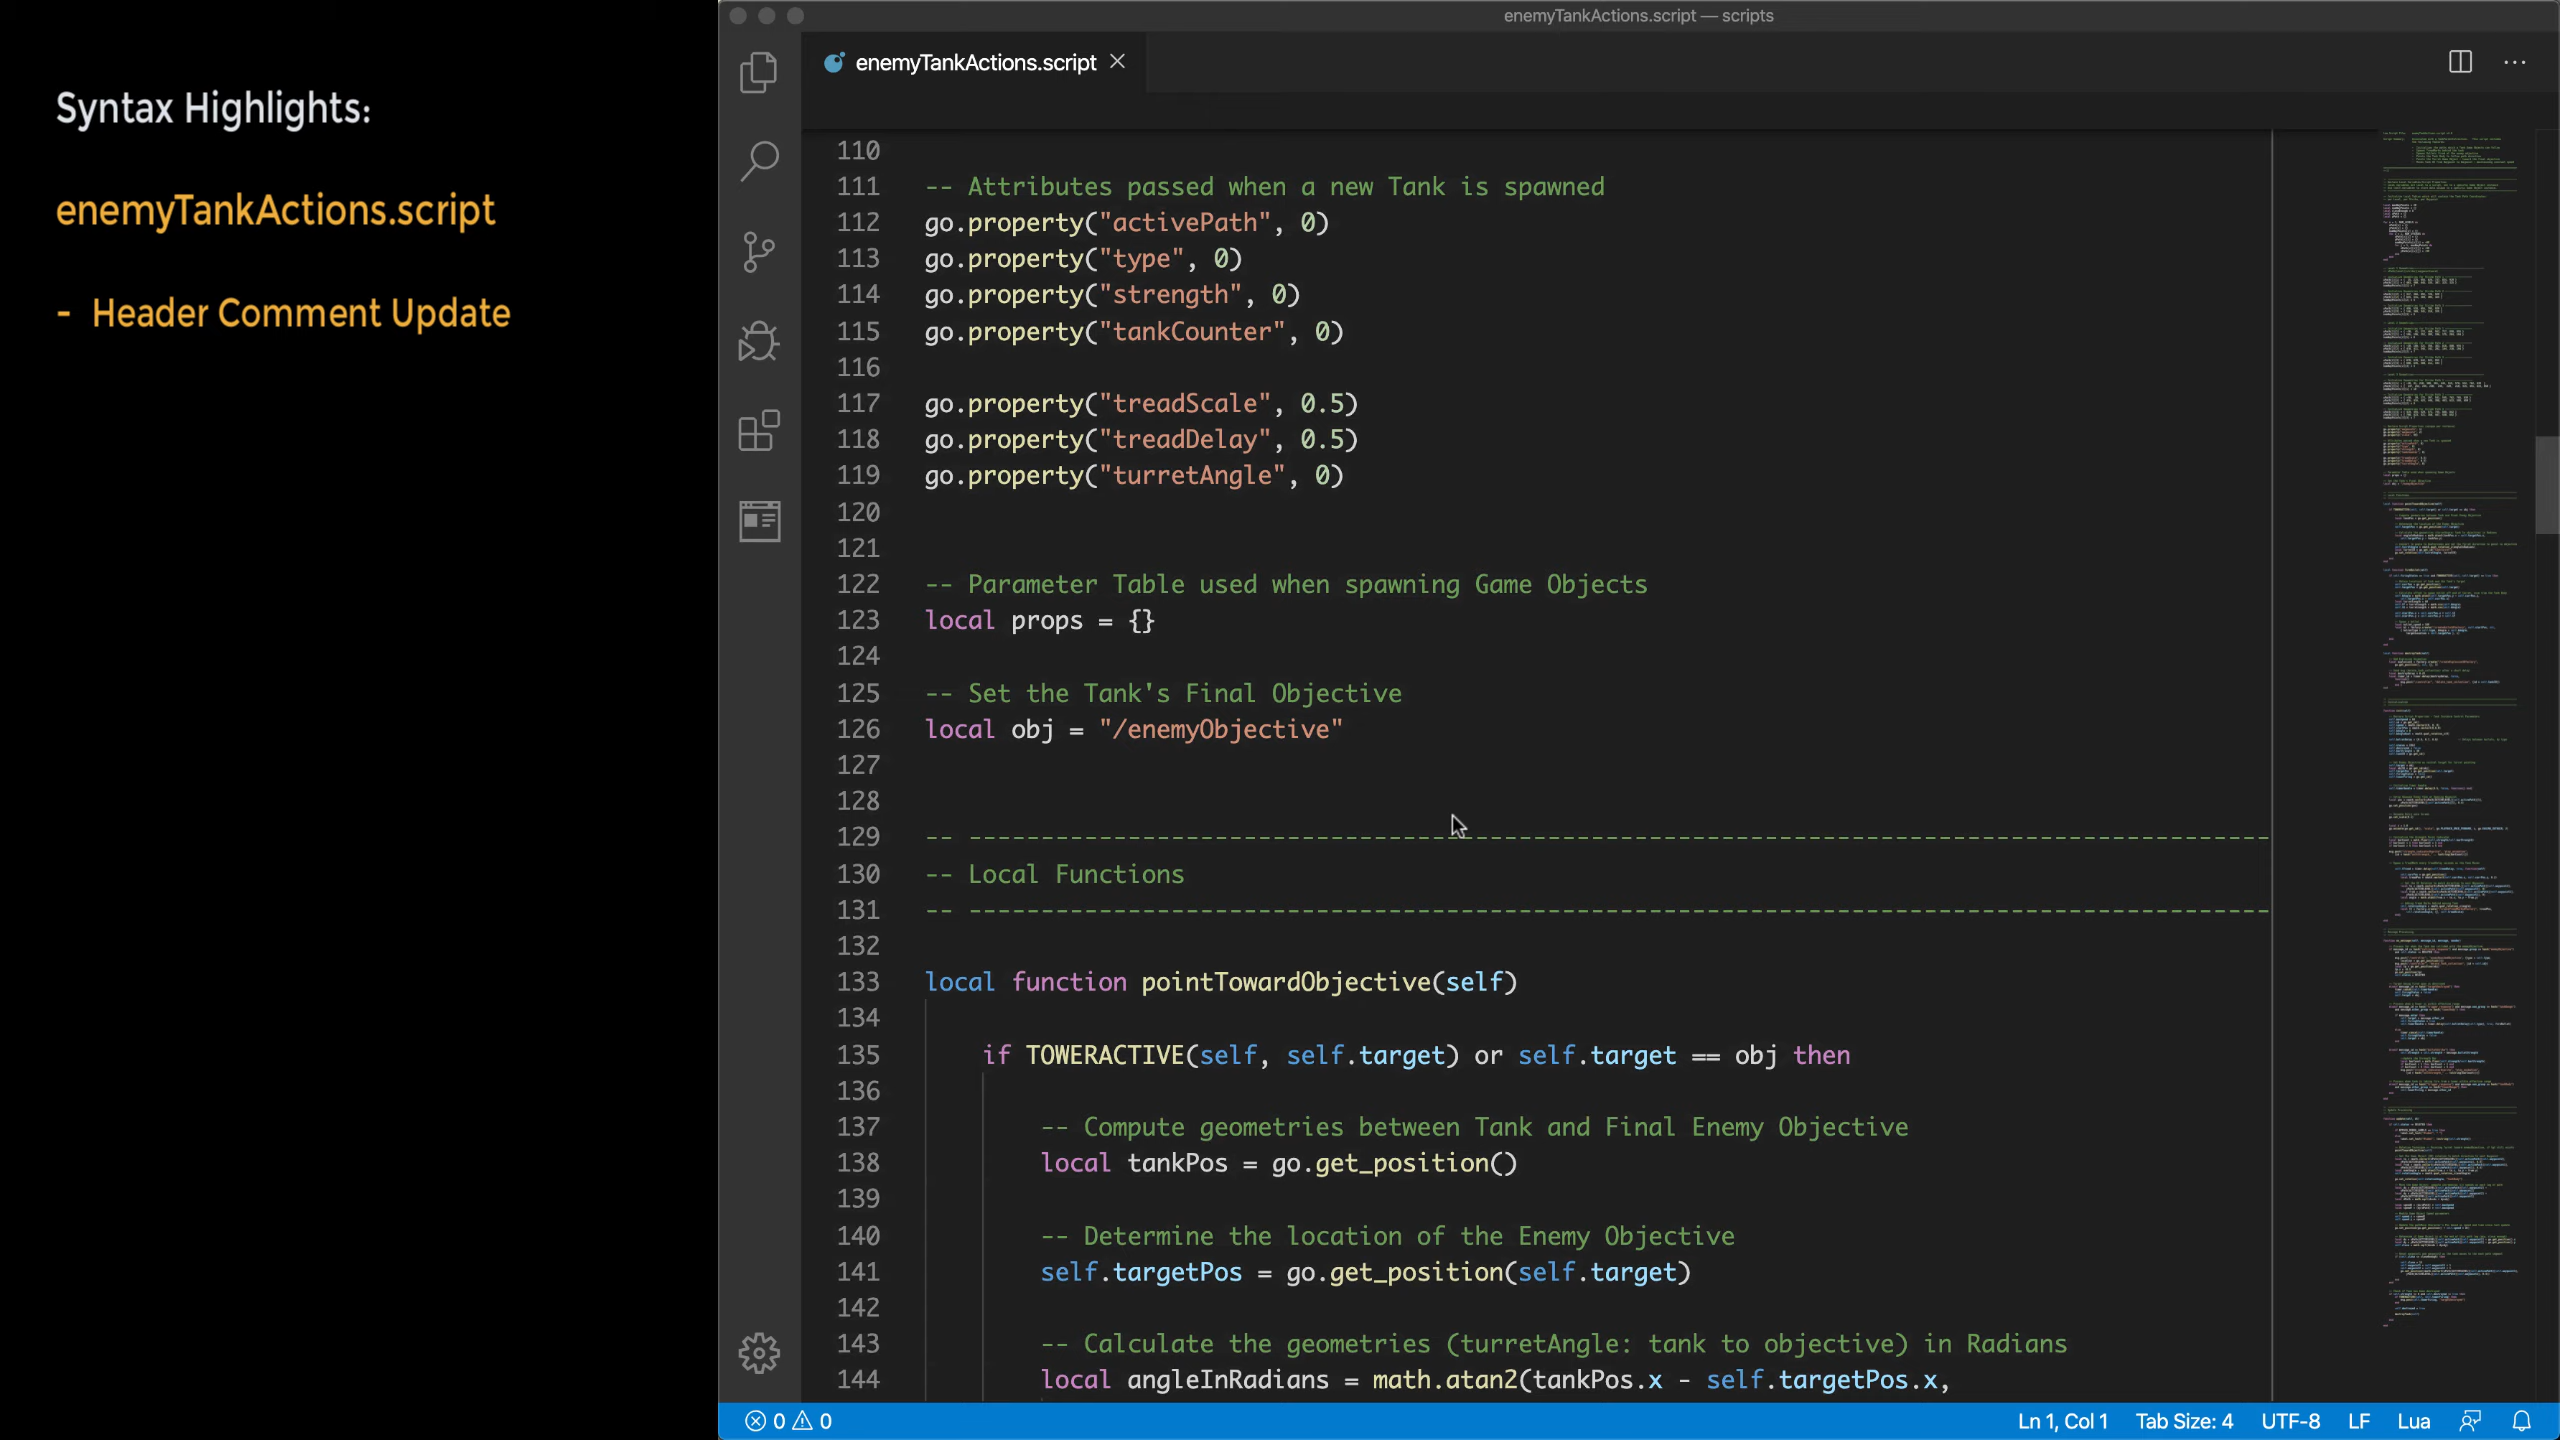 Syntax Highlights:
enemyTankActions.script
- Header Comment Update
enemyTankActions.script — scripts
enemyTankActions.script
110
111 -- Attributes passed when a new Tank is spawned
112 go.property("activePath", 0)
113 go.property("type", 0)
114 go.property("strength", 0)
115 go.property("tankCounter", 0)
116
117 go.property("treadScale", 0.5)
118 go.property("treadDelay", 0.5)
119 go.property("turretAngle", 0)
120
121
122 -- Parameter Table used when spawning Game Objects
123 local props = {}
124
125 -- Set the Tank's Final Objective
126 local obj = "/enemyObjective"
127
128
129 -- ------------------------------------------------------------------------------------------
130 -- Local Functions
131 -- ------------------------------------------------------------------------------------------
132
133 local function pointTowardObjective(self)
134
135 if TOWERACTIVE(self, self.target) or self.target == obj then
136
137 -- Compute geometries between Tank and Final Enemy Objective
138 local tankPos = go.get_position()
139
140 -- Determine the location of the Enemy Objective
141 self.targetPos = go.get_position(self.target)
142
143 -- Calculate the geometries (turretAngle: tank to objective) in Radians
144 local angleInRadians = math.atan2(tankPos.x - self.targetPos.x,
0 0 Ln 1, Col 1 Tab Size: 4 UTF-8 LF Lua